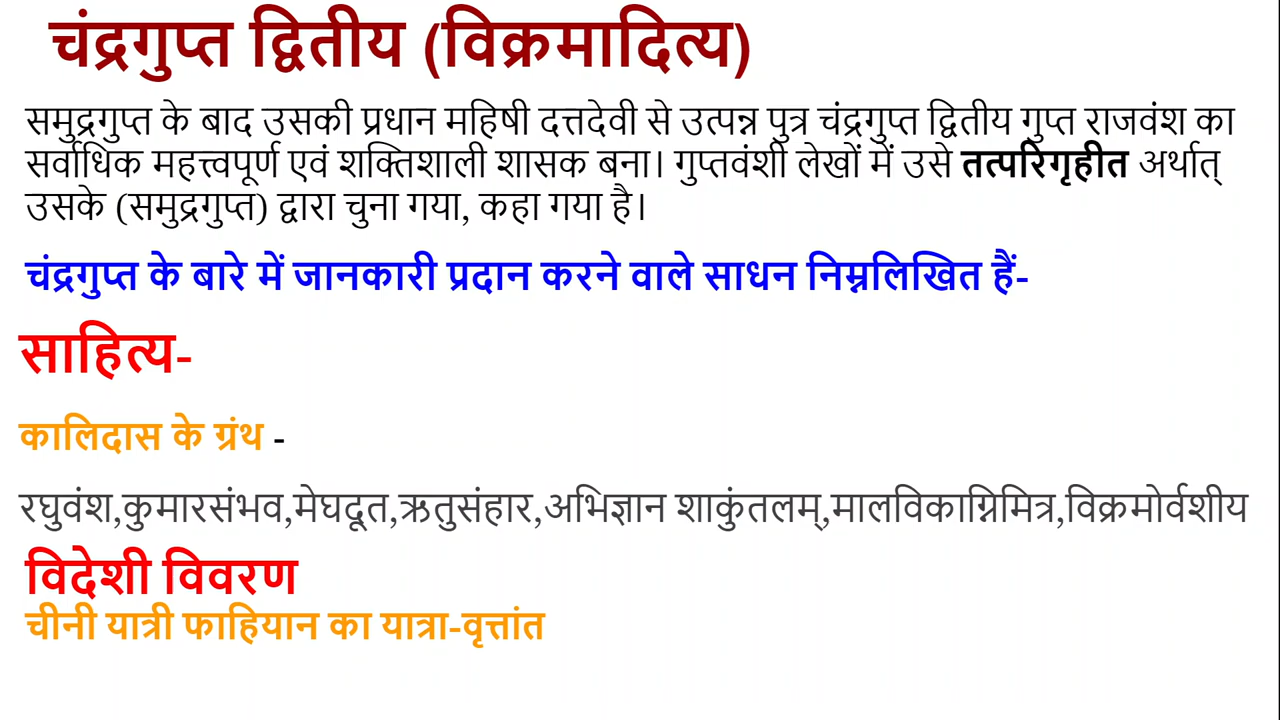 चंद्रगुप्त द्वितीय (विक्रमादित्य)
समुद्रगुप्त के बाद उसकी प्रधान महिषी दत्तदेवी से उत्पन्न पुत्र चंद्रगुप्त द्वितीय गुप्त राजवंश का
सर्वाधिक महत्त्वपूर्ण एवं शक्तिशाली शासक बना। गुप्तवंशी लेखों में उसे तत्परिगृहीत अर्थात्
उसके (समुद्रगुप्त) द्वारा चुना गया, कहा गया है।
चंद्रगुप्त के बारे में जानकारी प्रदान करने वाले साधन निम्नलिखित हैं-
साहित्य-
कालिदास के ग्रंथ -
रघुवंश,कुमारसंभव,मेघदूत,ऋतुसंहार,अभिज्ञान शाकुंतलम्,मालविकाग्निमित्र,विक्रमोर्वशीय
विदेशी विवरण
चीनी यात्री फाहियान का यात्रा-वृत्तांत